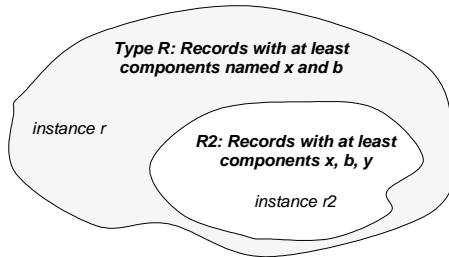 Type R: Records with at least
components named x and b
instance r
R2: Records with at least
components x, b, y
instance r2